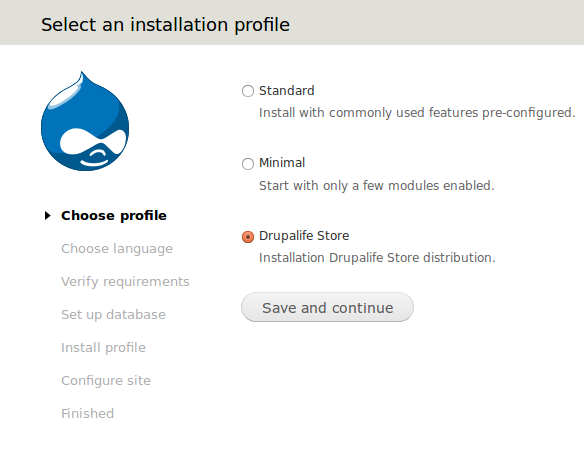 Select an installation profile
Standard
Install with commonly used features pre-configured.
Minimal
Start with only a few modules enabled.
Drupalife Store
Installation Drupalife Store distribution.
Save and continue
Choose profile
Choose language
Verify requirements
Set up database
Install profile
Configure site
Finished